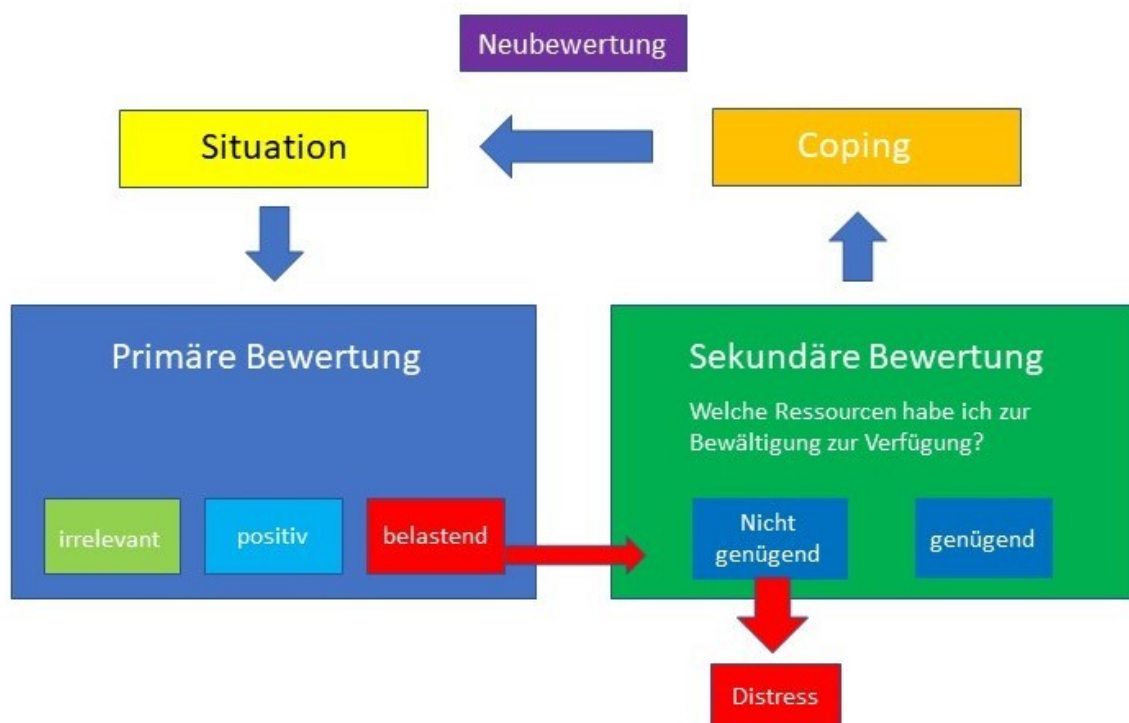 Neubewertung
Situation
Coping
Primäre Bewertung
irrelevant
positiv
belastend
Sekundäre Bewertung
Welche Ressourcen habe ich zur
Bewältigung zur Verfügung?
Nicht
genügend
genügend
Distress